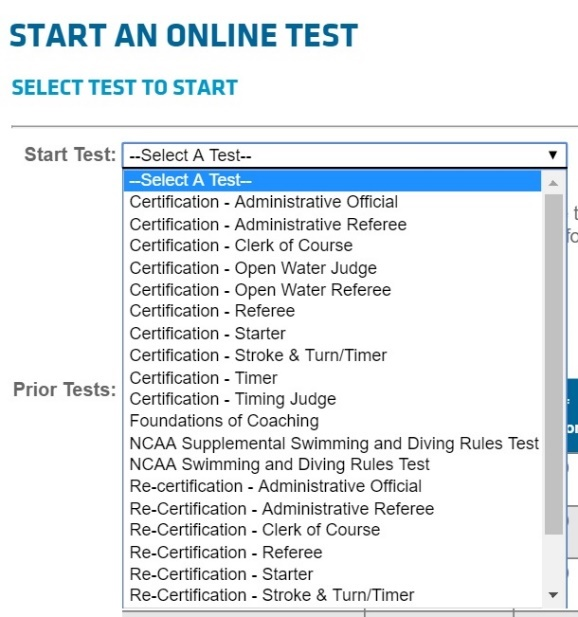 START AN ONLINE TEST
SELECT TEST TO START
Start Test: --Select A Test--
--Select A Test--
Certification - Administrative Official
Certification - Administrative Referee
Certification - Clerk of Course
Certification - Open Water Judge
Certification - Open Water Referee
Certification - Referee
Certification - Starter
Certification - Stroke & Turn/Timer
Certification - Timer
Prior Tests:
Certification - Timing Judge
Foundations of Coaching
NCAA Supplemental Swimming and Diving Rules Test
NCAA Swimming and Diving Rules Test
Re-certification - Administrative Official
Re-Certification - Administrative Referee
Re-Certification - Clerk of Course
Re-Certification - Referee
Re-Certification - Starter
Re-Certification - Stroke & Turn/Timer